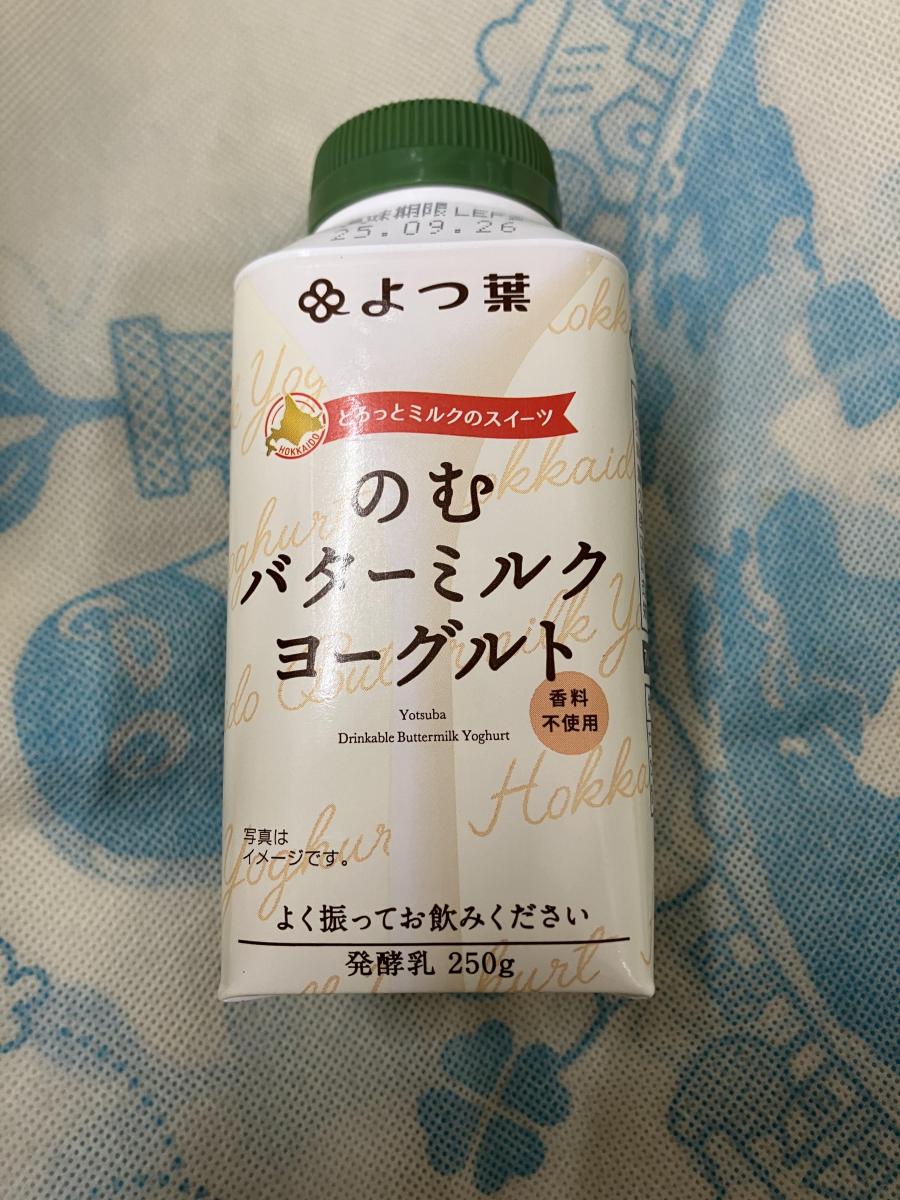 賞味期限
25.09.26
よつ葉
とろっとミルクのスイーツ
HOKKAIDO
のむ
バターミルク
ヨーグルト
香料
不使用
Yotsuba
Drinkable Buttermilk Yoghurt
写真は
イメージです。
よく振ってお飲みください
発酵乳 250g
Hokkaido
Yoghurt